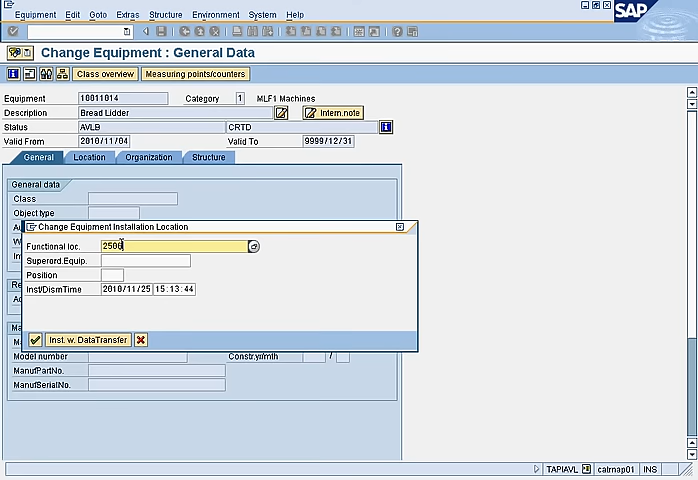 Equipment Edit Goto Extras Structure Environment System Help
SAP
Change Equipment : General Data
Class overview Measuring points/counters
Equipment 10011014 Category 1 MLF1 Machines
Description Bread Lidder Intern.note
Status AVLB CRTD
Valid From 2010/11/04 Valid To 9999/12/31
General Location Organization Structure
General data
Class
Object type
Change Equipment Installation Location
Functional loc. 2500
Superord.Equip.
Position
Inst/DismTime 2010/11/25 15:13:44
Inst. w. DataTransfer
Model number Constr.yr/mth /
ManufPartNo.
ManufSerialNo.
TAPIAVL catrnap01 INS